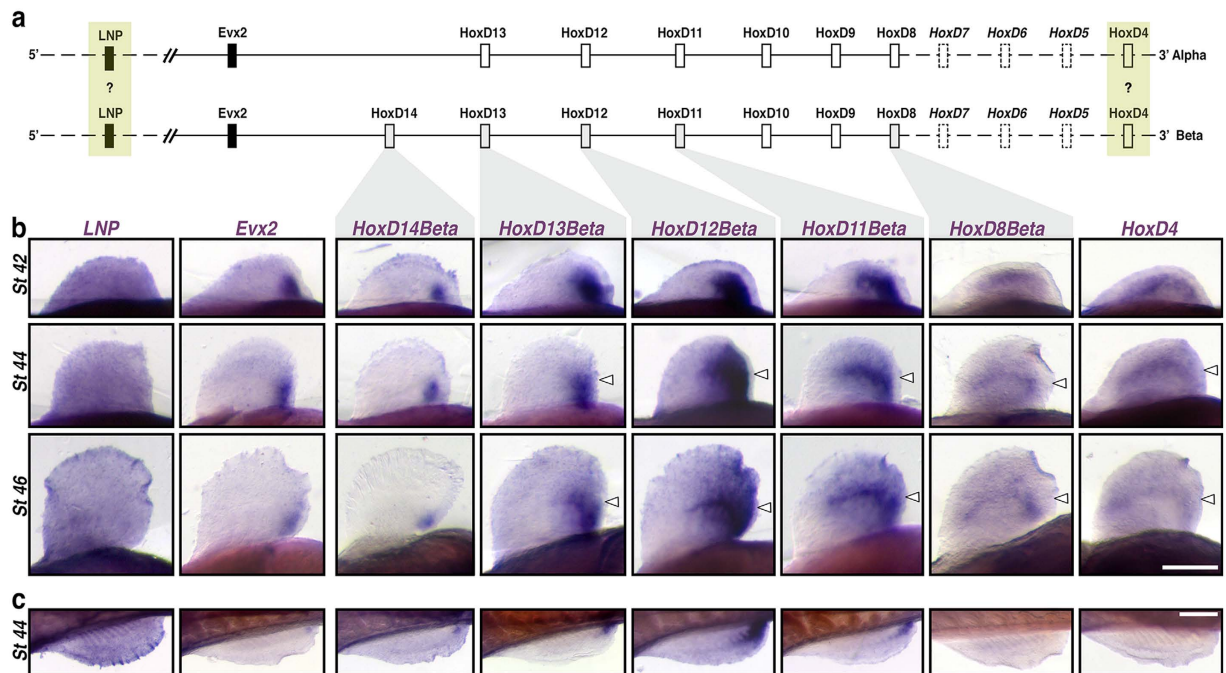 a
LNP Evx2 HoxD13 HoxD12 HoxD11 HoxD10 HoxD9 HoxD8 HoxD7 HoxD6 HoxD5 HoxD4
5' 3' Alpha
? ?
LNP Evx2 HoxD14 HoxD13 HoxD12 HoxD11 HoxD10 HoxD9 HoxD8 HoxD7 HoxD6 HoxD5 HoxD4
5' 3' Beta
b LNP Evx2 HoxD14Beta HoxD13Beta HoxD12Beta HoxD11Beta HoxD8Beta HoxD4
St 42
St 44
St 46
c
St 44